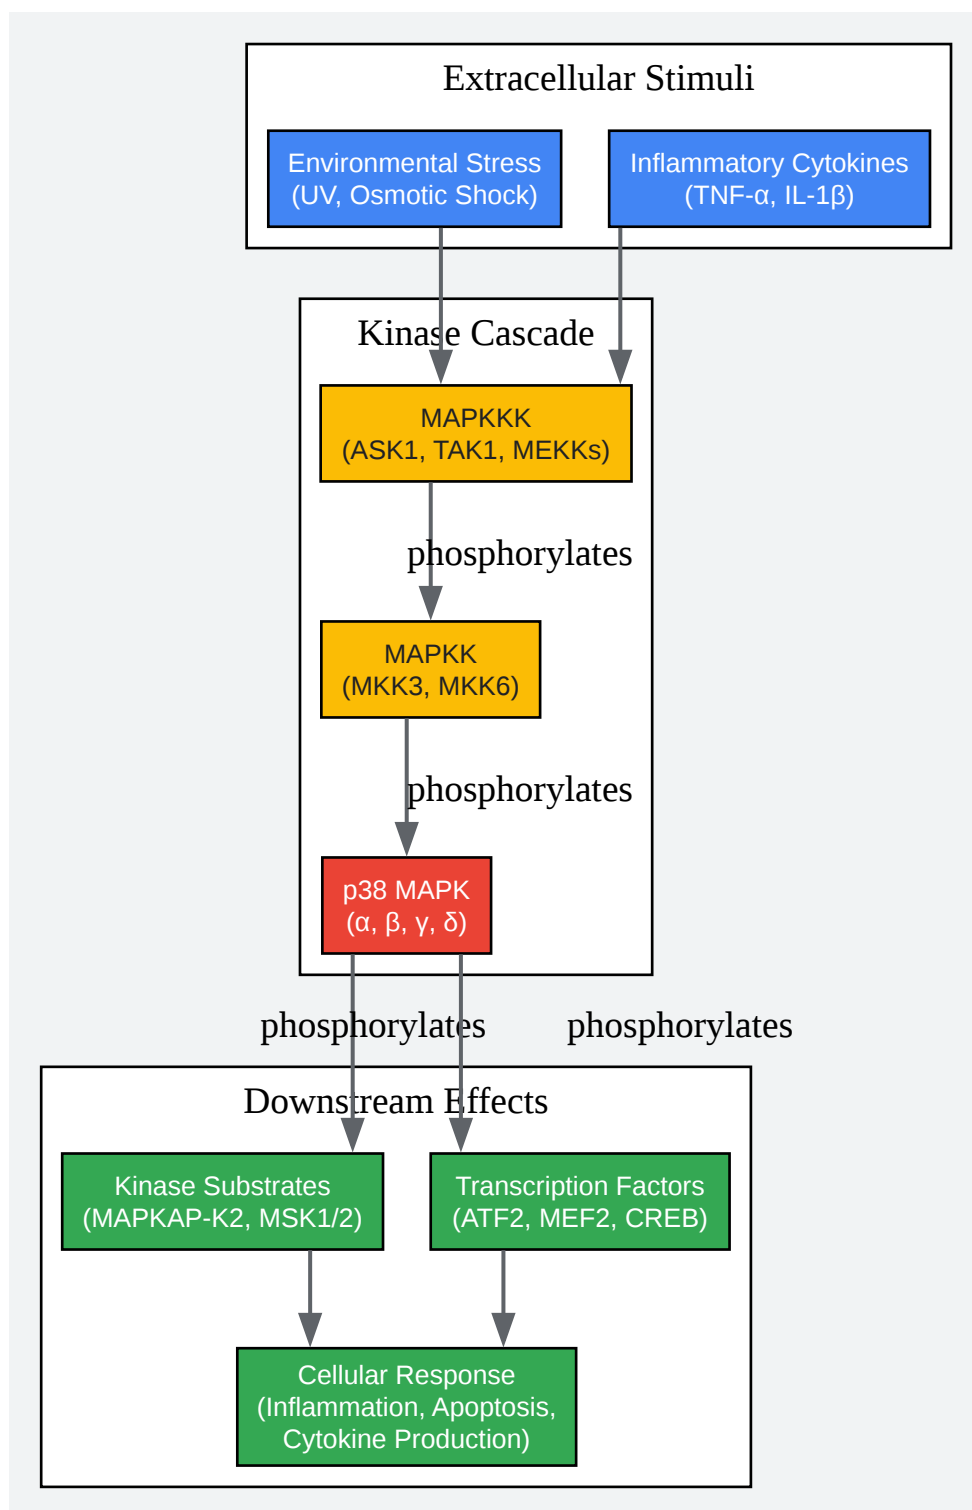 Extracellular Stimuli
Environmental Stress
(UV, Osmotic Shock)
Inflammatory Cytokines
(TNF-α, IL-1β)
Kinase Cascade
MAPKKK
(ASK1, TAK1, MEKKs)
phosphorylates
MAPKK
(MKK3, MKK6)
phosphorylates
p38 MAPK
(α, β, γ, δ)
phosphorylates
phosphorylates
Downstream Effects
Kinase Substrates
(MAPKAP-K2, MSK1/2)
Transcription Factors
(ATF2, MEF2, CREB)
Cellular Response
(Inflammation, Apoptosis,
Cytokine Production)